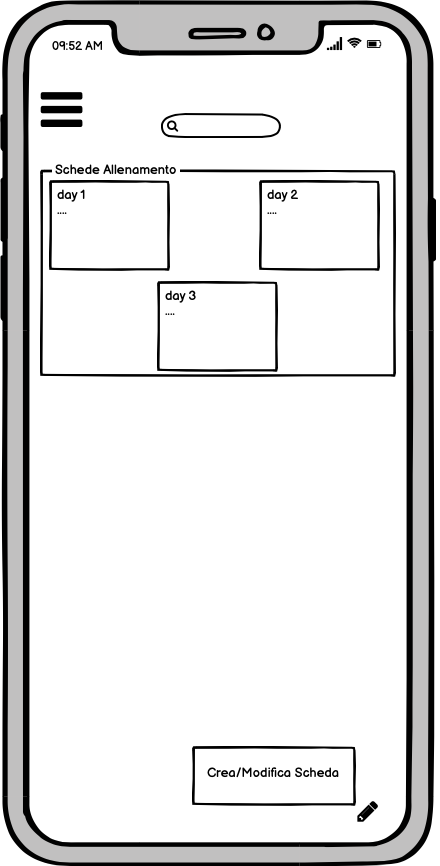 09:52 AM
Schede Allenamento
day 1
....
day 2
....
day 3
....
Crea/Modifica Scheda